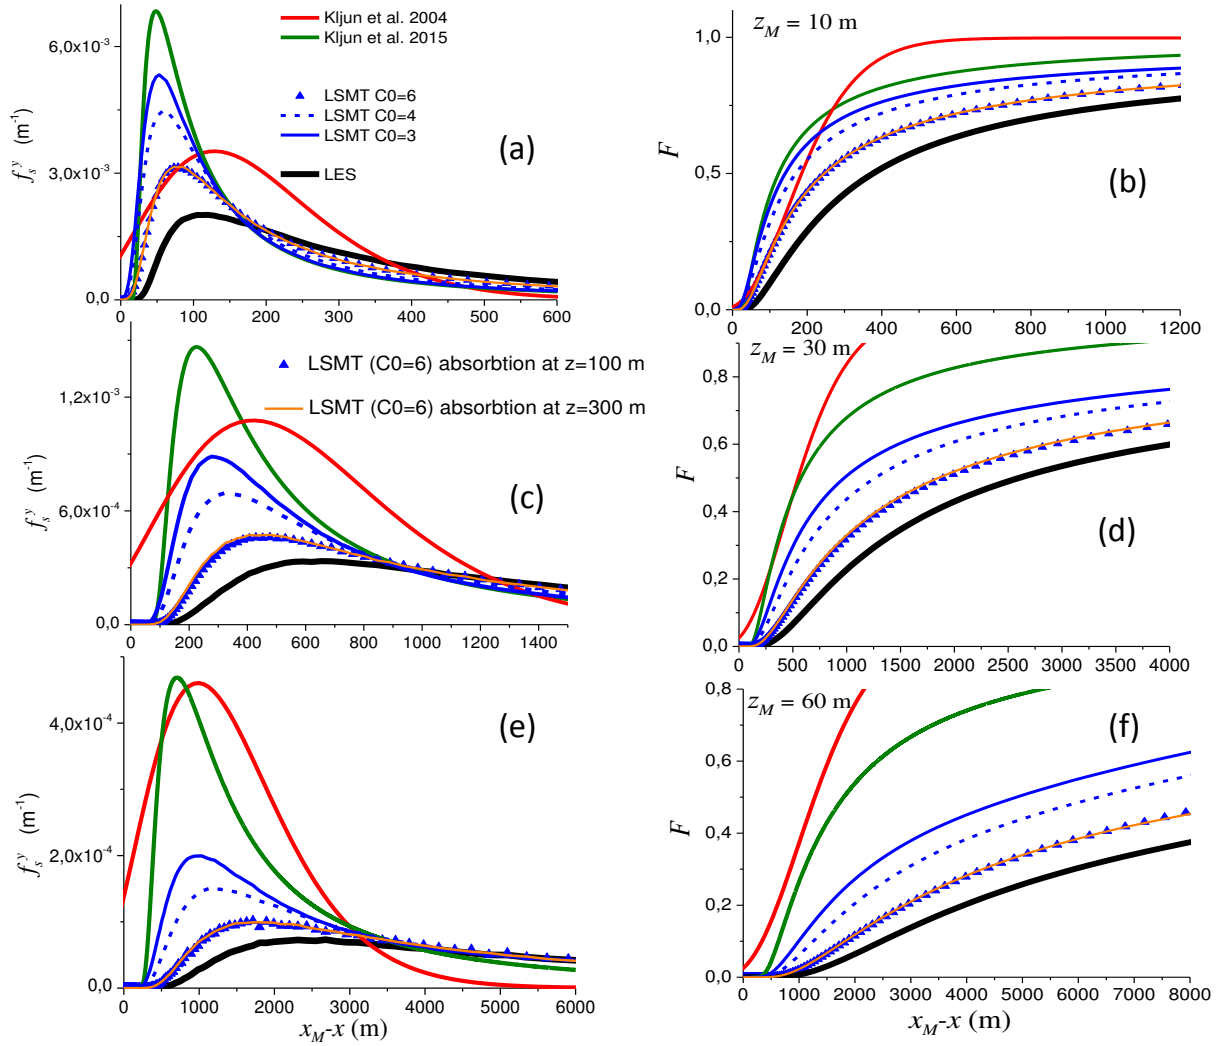 Kljun et al. 2004
Kljun et al. 2015
LSMT C0=6
LSMT C0=4
LSMT C0=3
LES
(a)
6,0x10⁻³
3,0x10⁻³
0,0
f_s^y (m⁻¹)
0 100 200 300 400 500 600
z_M = 10 m
(b)
1,0
0,5
0,0
F
0 200 400 600 800 1000 1200
LSMT (C0=6) absorbtion at z=100 m
LSMT (C0=6) absorbtion at z=300 m
(c)
1,2x10⁻³
6,0x10⁻⁴
0,0
f_s^y (m⁻¹)
0 200 400 600 800 1000 1200 1400
z_M = 30 m
(d)
0,8
0,6
0,4
0,2
0,0
F
0 500 1000 1500 2000 2500 3000 3500 4000
(e)
4,0x10⁻⁴
2,0x10⁻⁴
0,0
f_s^y (m⁻¹)
0 1000 2000 3000 4000 5000 6000
x_M-x (m)
z_M = 60 m
(f)
0,8
0,6
0,4
0,2
0,0
F
0 1000 2000 3000 4000 5000 6000 7000 8000
x_M-x (m)